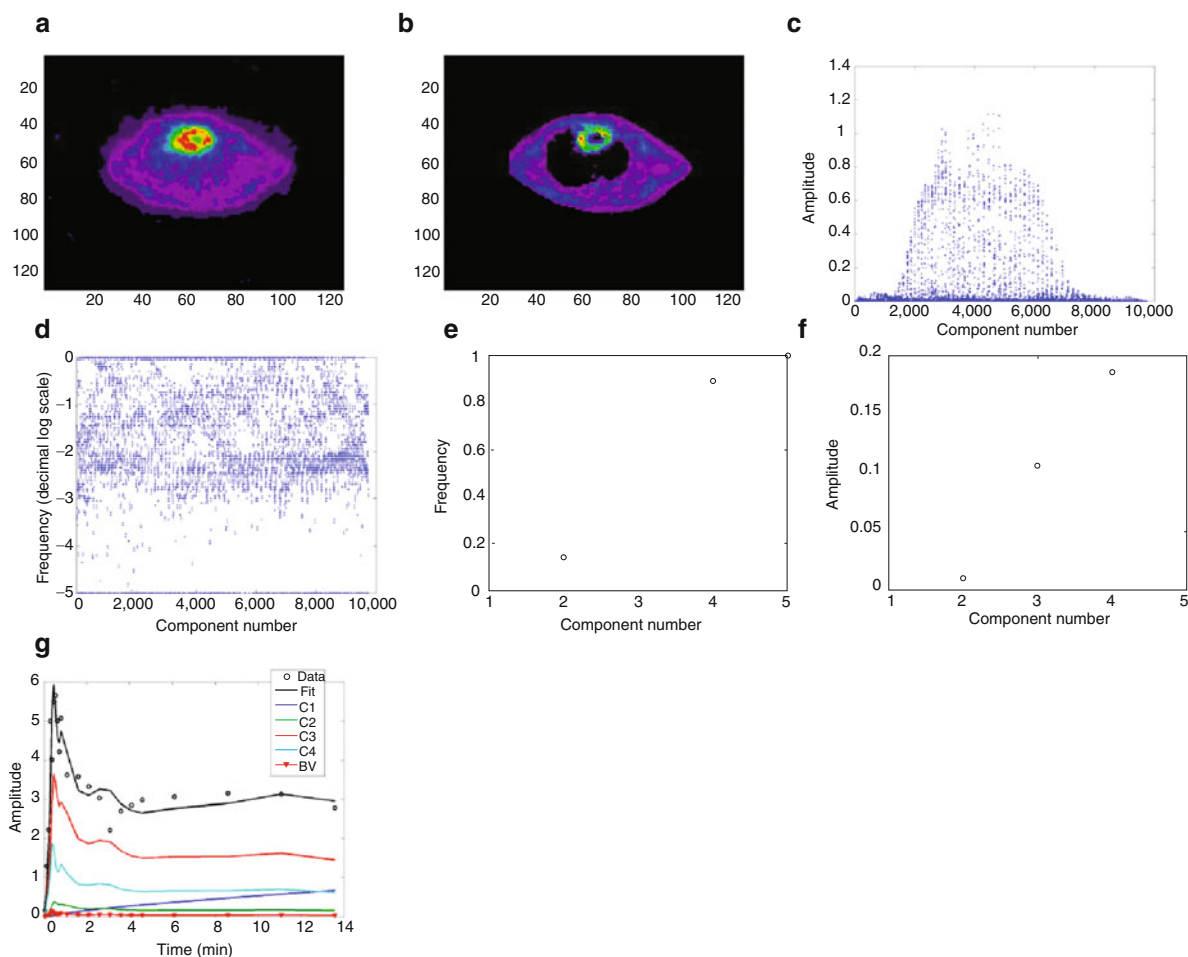 a
20
40
60
80
100
120
20 40 60 80 100 120
b
20
40
60
80
100
120
20 40 60 80 100 120
c
Amplitude
1.4
1.2
1
0.8
0.6
0.4
0.2
0
0 2,000 4,000 6,000 8,000 10,000
Component number
d
Frequency (decimal log scale)
0
–1
–2
–3
–4
–5
0 2,000 4,000 6,000 8,000 10,000
Component number
e
Frequency
1
0.8
0.6
0.4
0.2
0
1 2 3 4 5
Component number
f
Amplitude
0.2
0.15
0.1
0.05
0
1 2 3 4 5
Component number
g
Amplitude
6
5
4
3
2
1
0
0 2 4 6 8 10 12 14
Time (min)
Data
Fit
C1
C2
C3
C4
BV